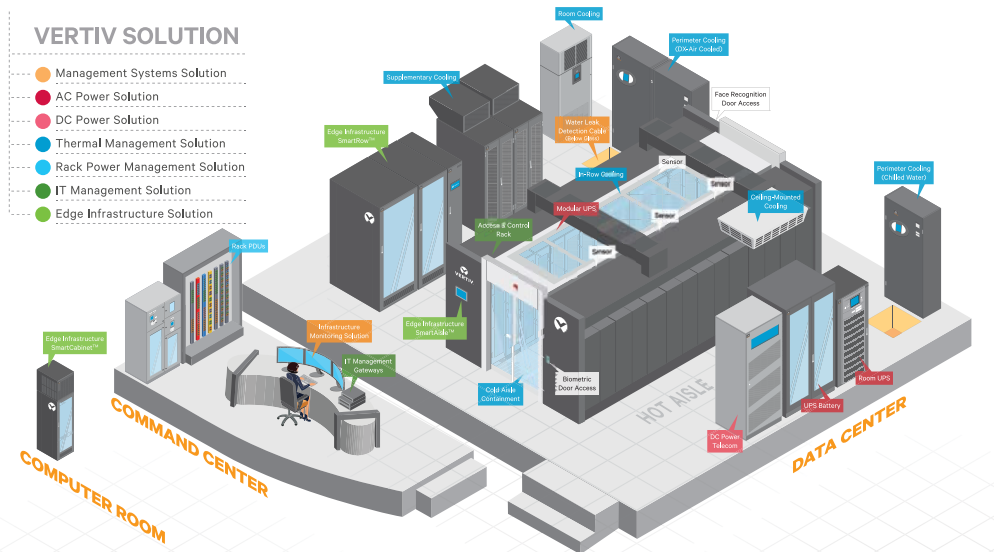 VERTIV SOLUTION
Management Systems Solution
AC Power Solution
DC Power Solution
Thermal Management Solution
Rack Power Management Solution
IT Management Solution
Edge Infrastructure Solution
Room Cooling
Perimeter Cooling
(DX-Air Cooled)
Supplementary Cooling
Face Recognition
Door Access
Edge Infrastructure
SmartRow™
Water Leak
Detection Cable
(Below Ginio)
Sensor
In-Row Cooling
Sensor
Perimeter Cooling
(Chilled Water)
Ceiling-Mounted
Cooling
Modular UPS
Sensor
Access & Control
Rack
Sensor
Rack PDUs
VERTIV
Edge Infrastructure
SmartAisle™
Infrastructure
Monitoring Solution
Edge Infrastructure
SmartCabinet™
IT Management
Gateways
Cold Aisle
Containment
Biometric
Door Access
HOT AISLE
Room UPS
UPS Battery
DC Power
Telecom
DATA CENTER
COMMAND CENTER
COMPUTER ROOM